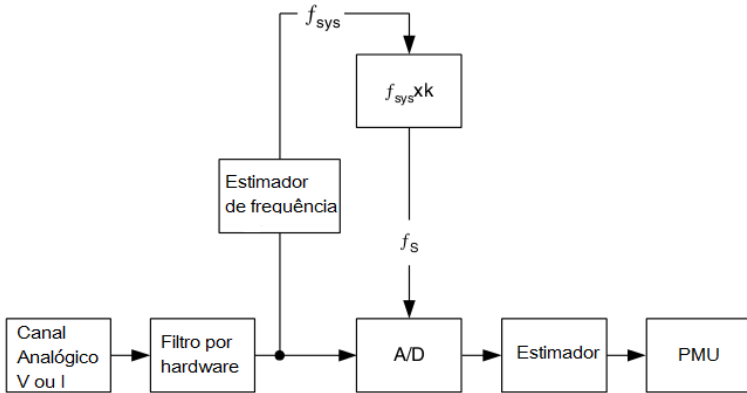 fsys
fsysxk
Estimador
de frequência
fS
Canal
Analógico
V ou I
Filtro por
hardware
A/D
Estimador
PMU